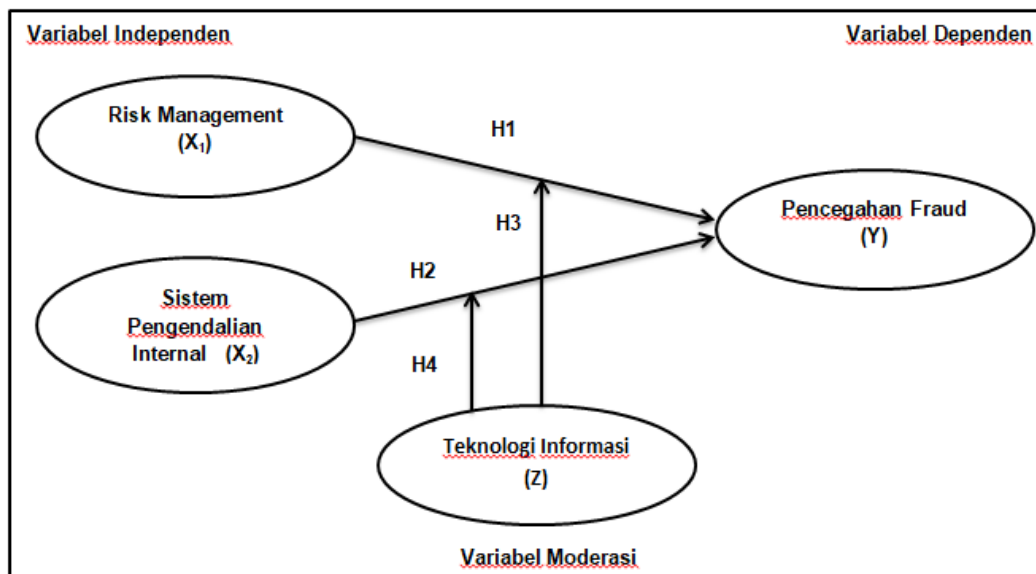 Variabel Independen
Variabel Dependen
Risk Management
(X₁)
H1
Pencegahan Fraud
(Y)
H3
H2
Sistem
Pengendalian
Internal (X₂)
H4
Teknologi Informasi
(Z)
Variabel Moderasi